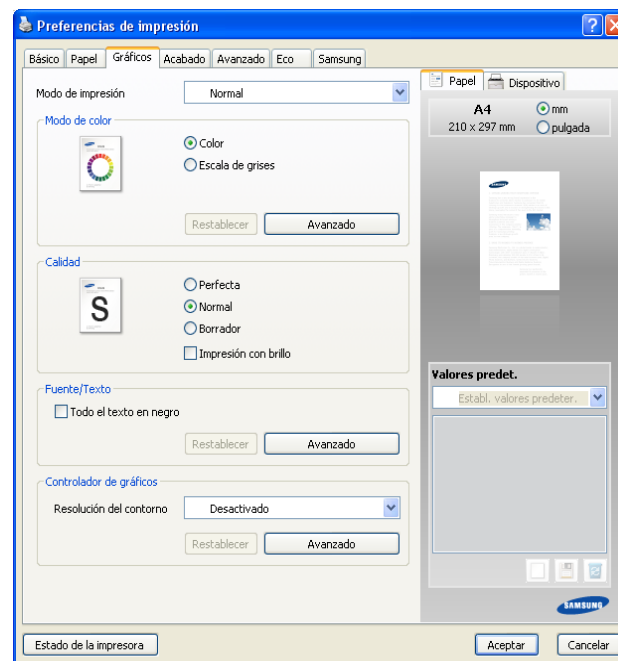 Preferencias de impresión
Básico Papel Gráficos Acabado Avanzado Eco Samsung
Modo de impresión Normal
Modo de color
Color
Escala de grises
Restablecer Avanzado
Calidad
S
Perfecta
Normal
Borrador
Impresión con brillo
Fuente/Texto
Todo el texto en negro
Restablecer Avanzado
Controlador de gráficos
Resolución del contorno Desactivado
Restablecer Avanzado
Papel Dispositivo
A4 mm
210 x 297 mm pulgada
Valores predet.
Establ. valores predeter.
SAMSUNG
Estado de la impresora Aceptar Cancelar